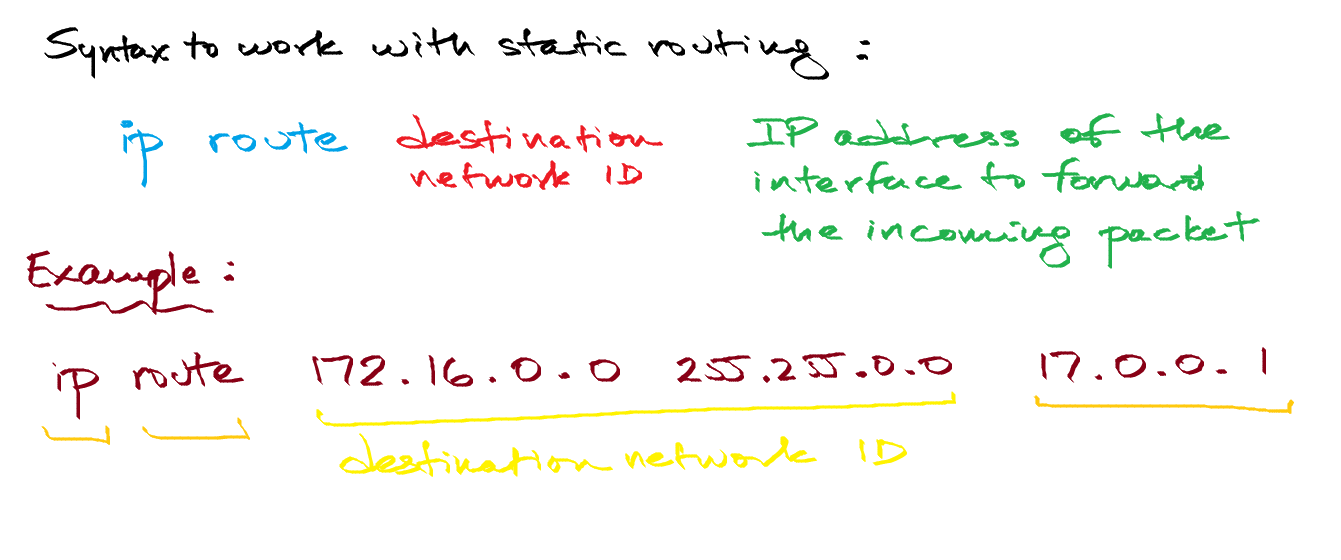 Syntax to work with static routing :
ip route destination network ID IP address of the interface to forward the incoming packet
Example :
ip route 172.16.0.0 255.255.0.0 17.0.0.1
destination network ID